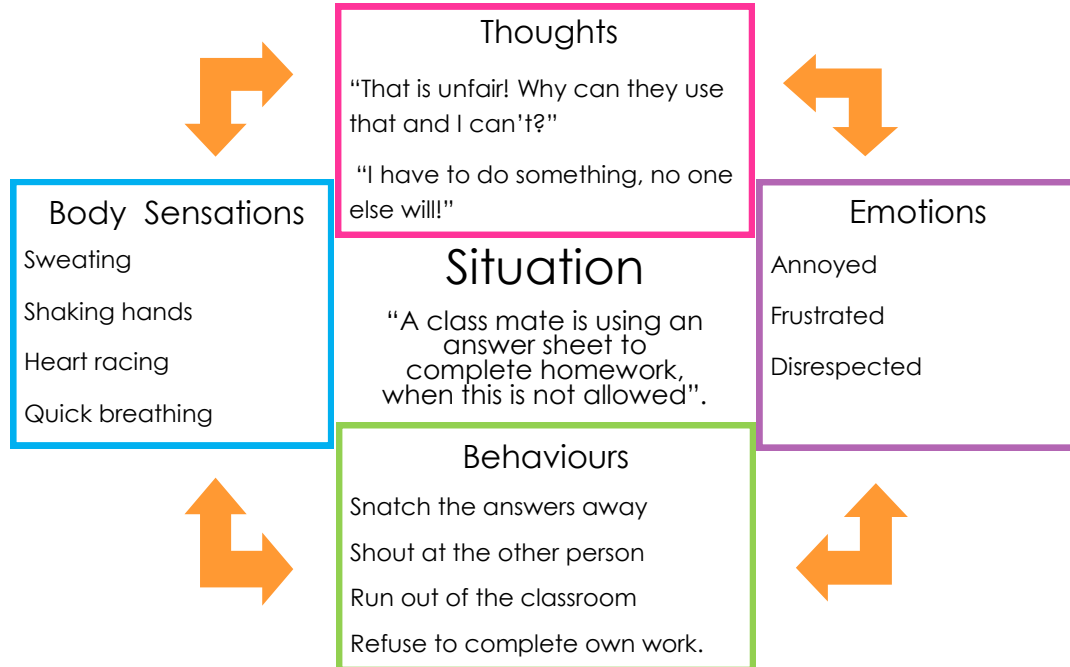 Thoughts
“That is unfair! Why can they use
that and I can’t?”
“I have to do something, no one
else will!”
Body Sensations
Sweating
Shaking hands
Heart racing
Quick breathing
Situation
“A class mate is using an
answer sheet to
complete homework,
when this is not allowed”.
Emotions
Annoyed
Frustrated
Disrespected
Behaviours
Snatch the answers away
Shout at the other person
Run out of the classroom
Refuse to complete own work.